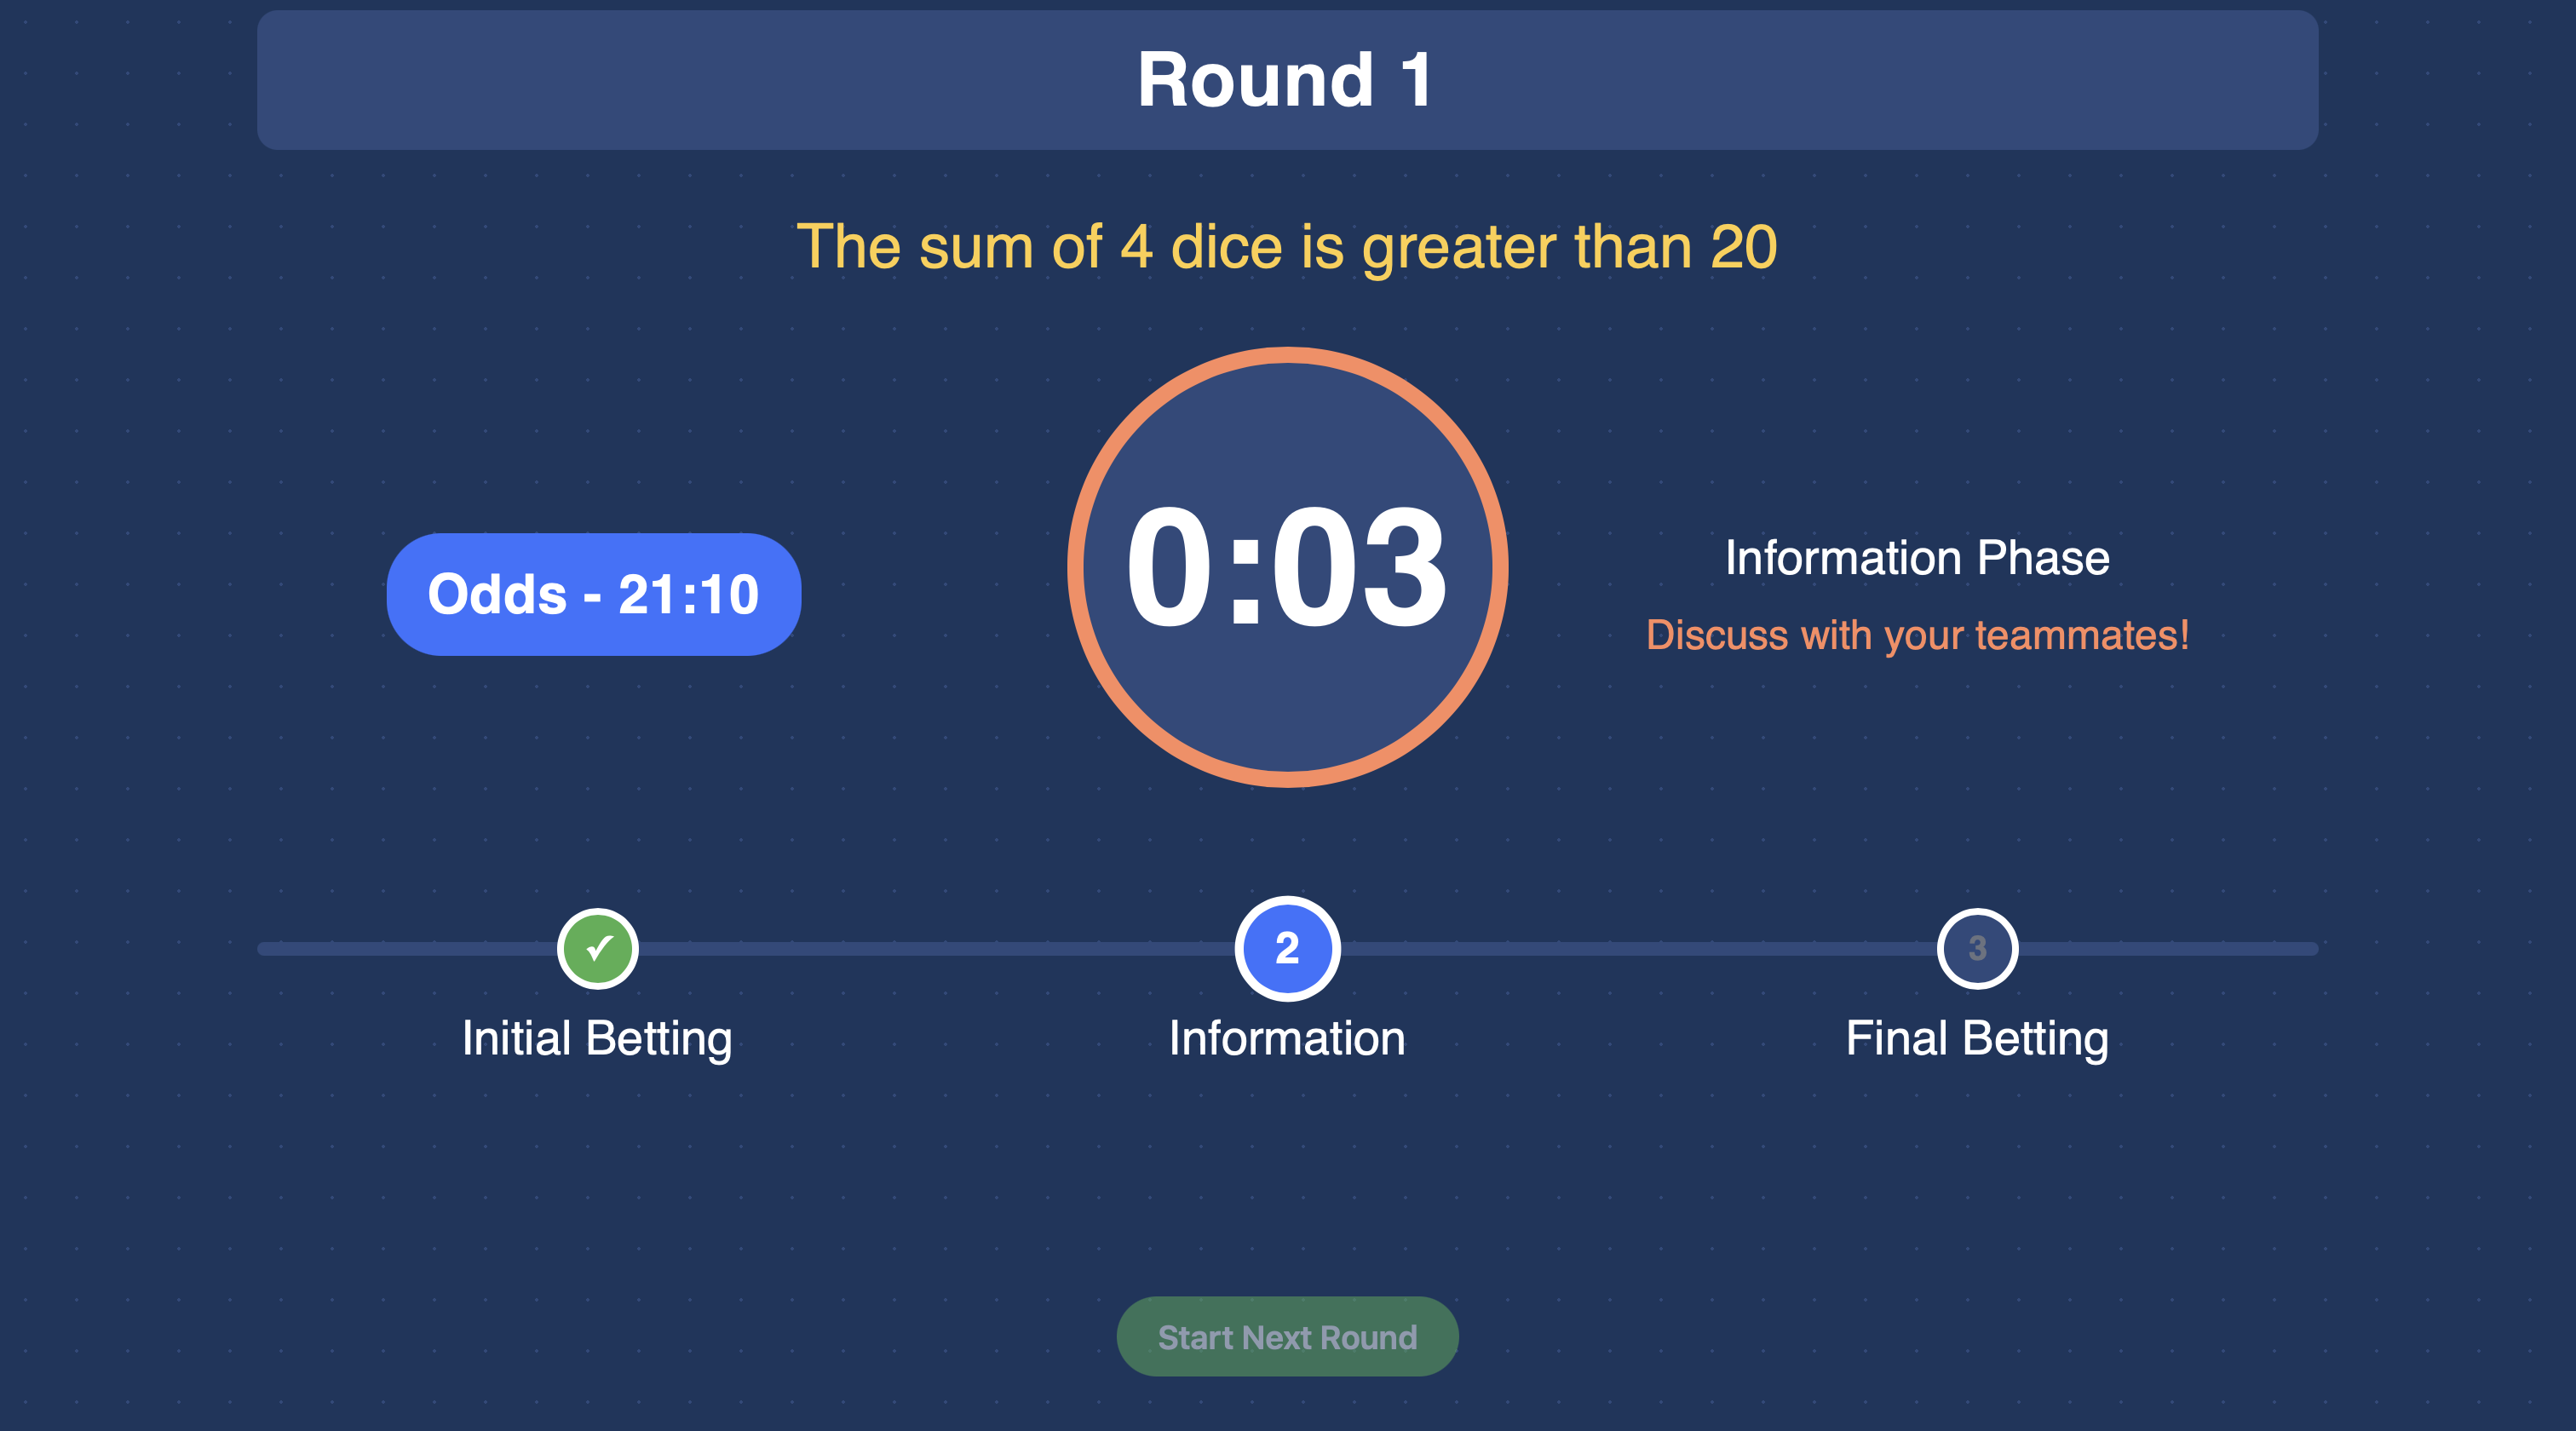 Round 1
The sum of 4 dice is greater than 20
Odds - 21:10
0:03
Information Phase
Discuss with your teammates!
✓
2
3
Initial Betting
Information
Final Betting
Start Next Round